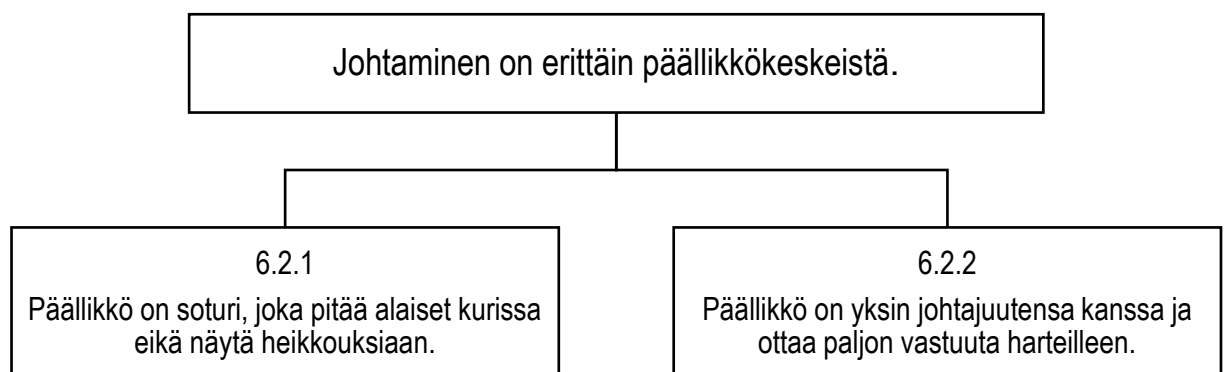 Johtaminen on erittäin päällikkökeskeistä.
6.2.1
Päällikkö on soturi, joka pitää alaiset kurissa
eikä näytä heikkouksiaan.
6.2.2
Päällikkö on yksin johtajuutensa kanssa ja
ottaa paljon vastuuta harteilleen.